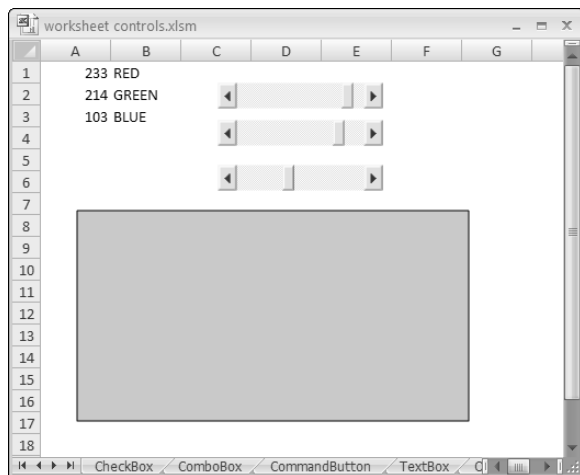 worksheet controls.xlsm
A B C D E F G
1 233 RED
2 214 GREEN
3 103 BLUE
4
5
6
7
8
9
10
11
12
13
14
15
16
17
18
CheckBox ComboBox CommandButton TextBox